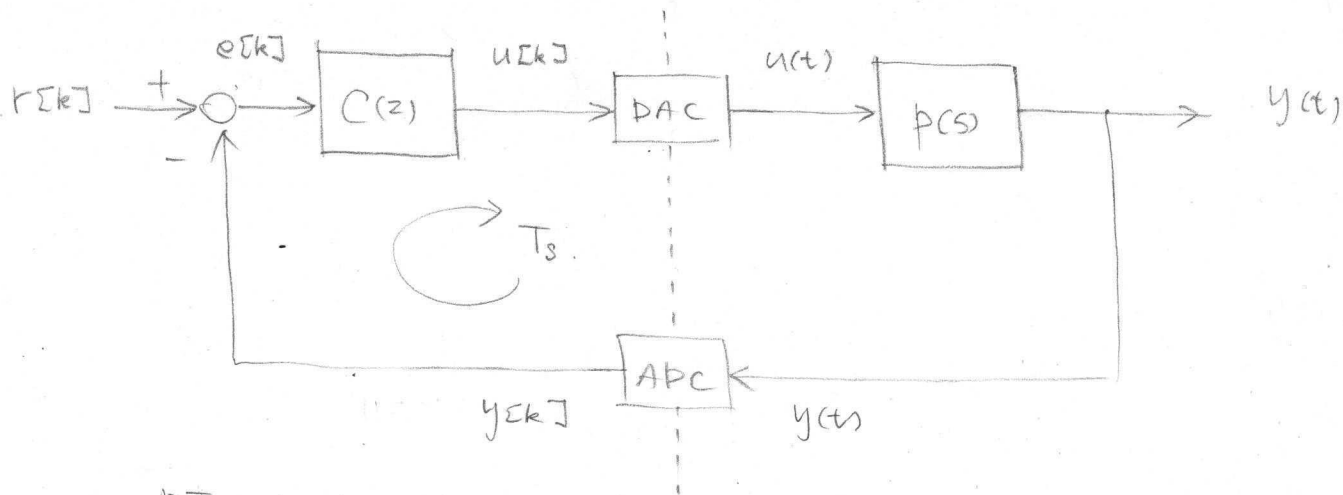 e[k] u[k] u(t)
r[k] + C(z) DAC P(s) y(t)
-
Ts.
ADC
y[k] y(t)